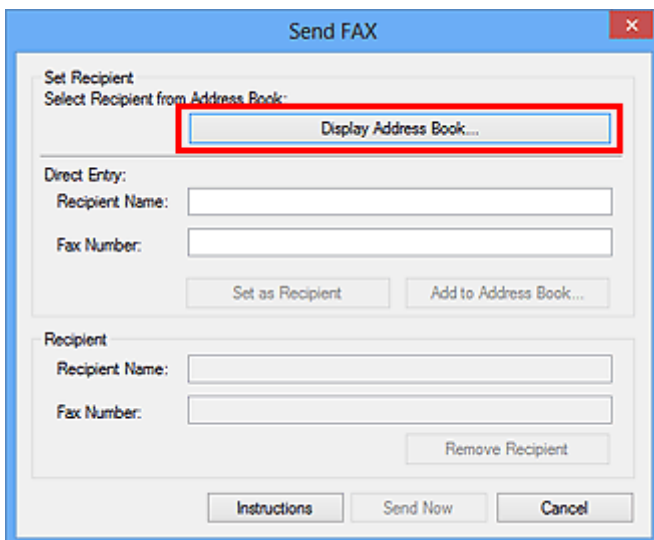 Send FAX
Set Recipient
Select Recipient from Address Book:
Display Address Book...
Direct Entry:
Recipient Name:
Fax Number:
Set as Recipient Add to Address Book...
Recipient
Recipient Name:
Fax Number:
Remove Recipient
Instructions Send Now Cancel